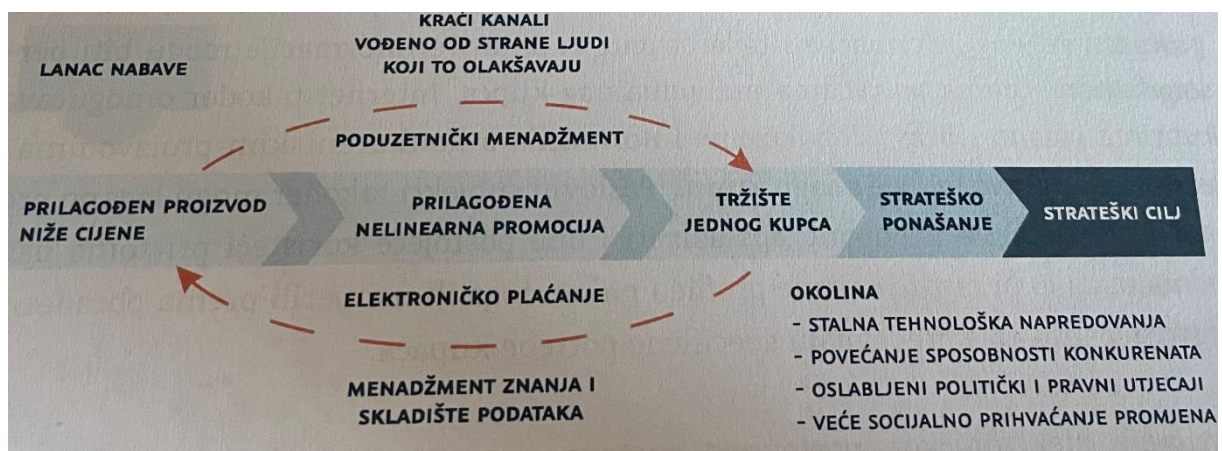 KRAĆI KANALI
VOĐENO OD STRANE LJUDI
KOJI TO OLAKŠAVAJU
LANAC NABAVE
PODUZETNIČKI MENADŽMENT
PRILAGOĐEN PROIZVOD
NIŽE CIJENE
PRILAGOĐENA
NELINEARNA PROMOCIJA
TRŽIŠTE
JEDNOG KUPCA
STRATEŠKO
PONAŠANJE
STRATEŠKI CILJ
ELEKTRONIČKO PLAĆANJE
MENADŽMENT ZNANJA I
SKLADIŠTE PODATAKA
OKOLINA
- STALNA TEHNOLOŠKA NAPREDOVANJA
- POVEĆANJE SPOSOBNOSTI KONKURENATA
- OSLABLJENI POLITIČKI I PRAVNI UTJECAJI
- VEĆE SOCIJALNO PRIHVAĆANJE PROMJENA